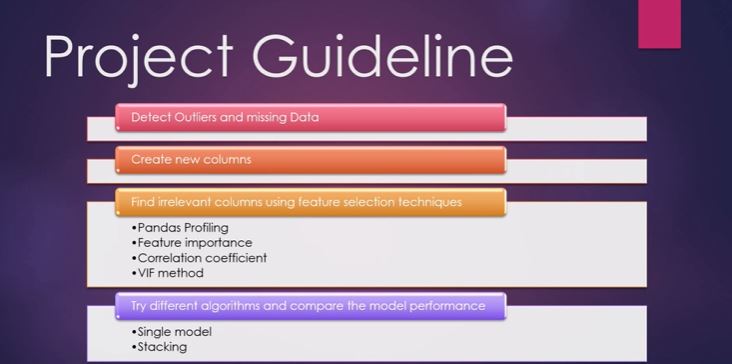 Project Guideline
Detect Outliers and missing Data
Create new columns
Find irrelevant columns using feature selection techniques
•Pandas Profiling
•Feature importance
•Correlation coefficient
•VIF method
Try different algorithms and compare the model performance
•Single model
•Stacking